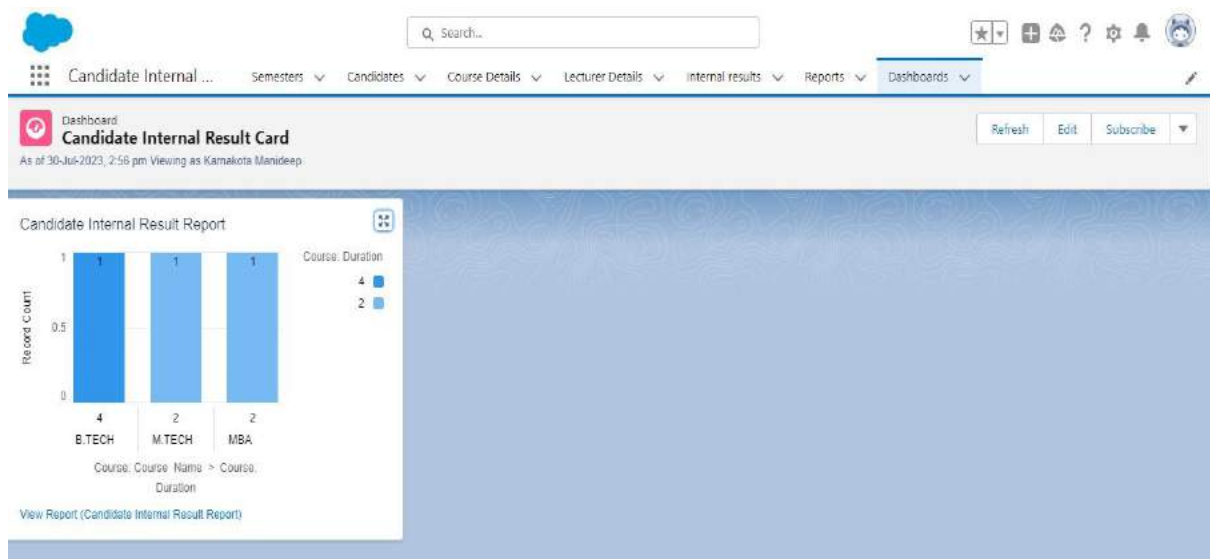 Search...
Candidate Internal ... Semesters Candidates Course Details Lecturer Details Internal results Reports Dashboards
Dashboard
Candidate Internal Result Card
As of 30-Jul-2023, 2:56 pm Viewing as Karnakota Manideep
Refresh Edit Subscribe
Candidate Internal Result Report
Course: Duration
4
2
Record Count
1
0.5
0
1 1 1
4 2 2
B.TECH M.TECH MBA
Course: Course Name > Course:
Duration
View Report (Candidate Internal Result Report)